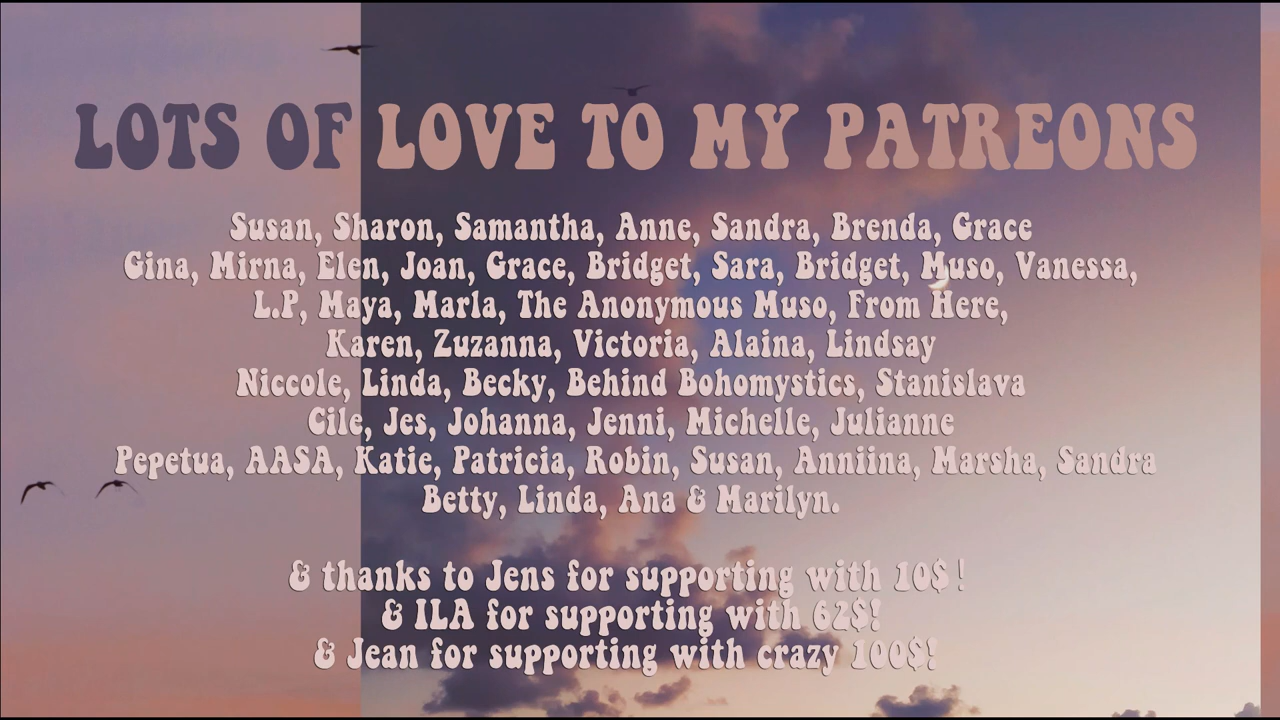 LOTS OF LOVE TO MY PATREONS
Susan, Sharon, Samantha, Anne, Sandra, Brenda, Grace
Gina, Mirna, Elen, Joan, Grace, Bridget, Sara, Bridget, Muso, Vanessa,
L.P, Maya, Marla, The Anonymous Muso, From Here,
Karen, Zuzanna, Victoria, Alaina, Lindsay
Niccole, Linda, Becky, Behind Bohomystics, Stanislava
Cile, Jes, Johanna, Jenni, Michelle, Julianne
Pepetua, AASA, Katie, Patricia, Robin, Susan, Anniina, Marsha, Sandra
Betty, Linda, Ana & Marilyn.
& thanks to Jens for supporting with 10$!
& ILA for supporting with 62$!
& Jean for supporting with crazy 100$!